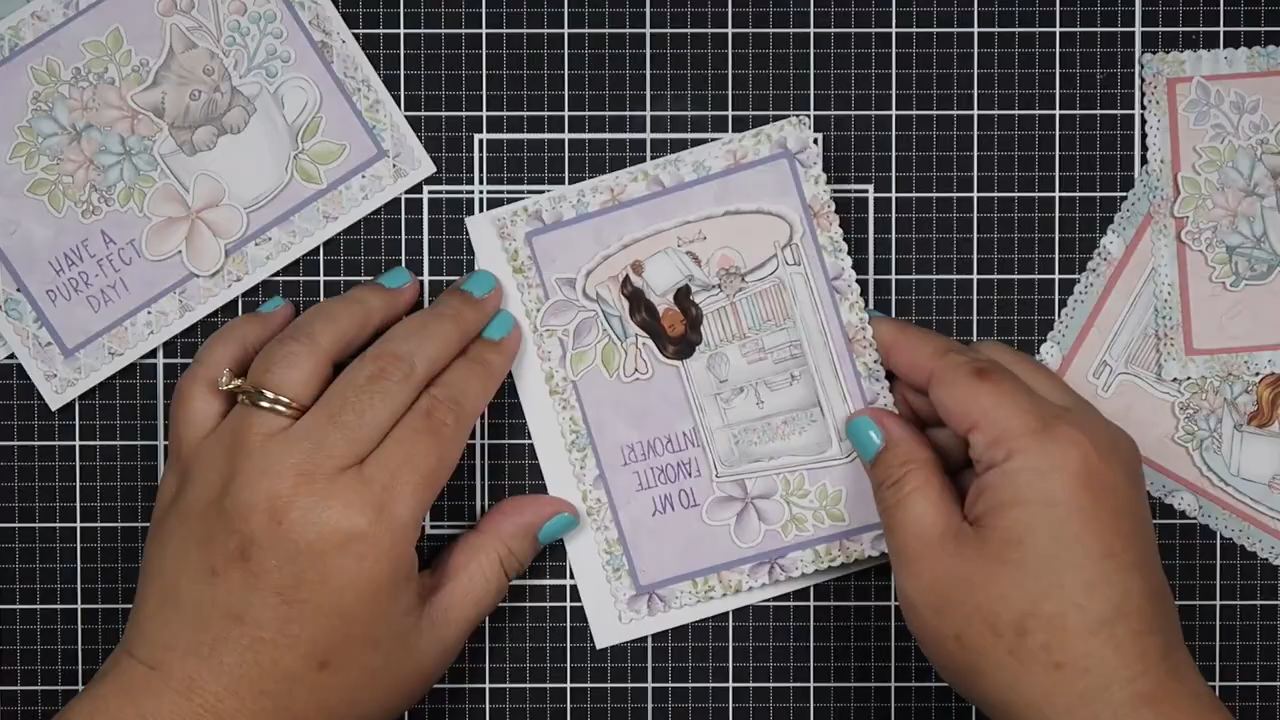 HAVE A
PURR-FECT
DAY!
TO MY
FAVORITE
INTROVERT